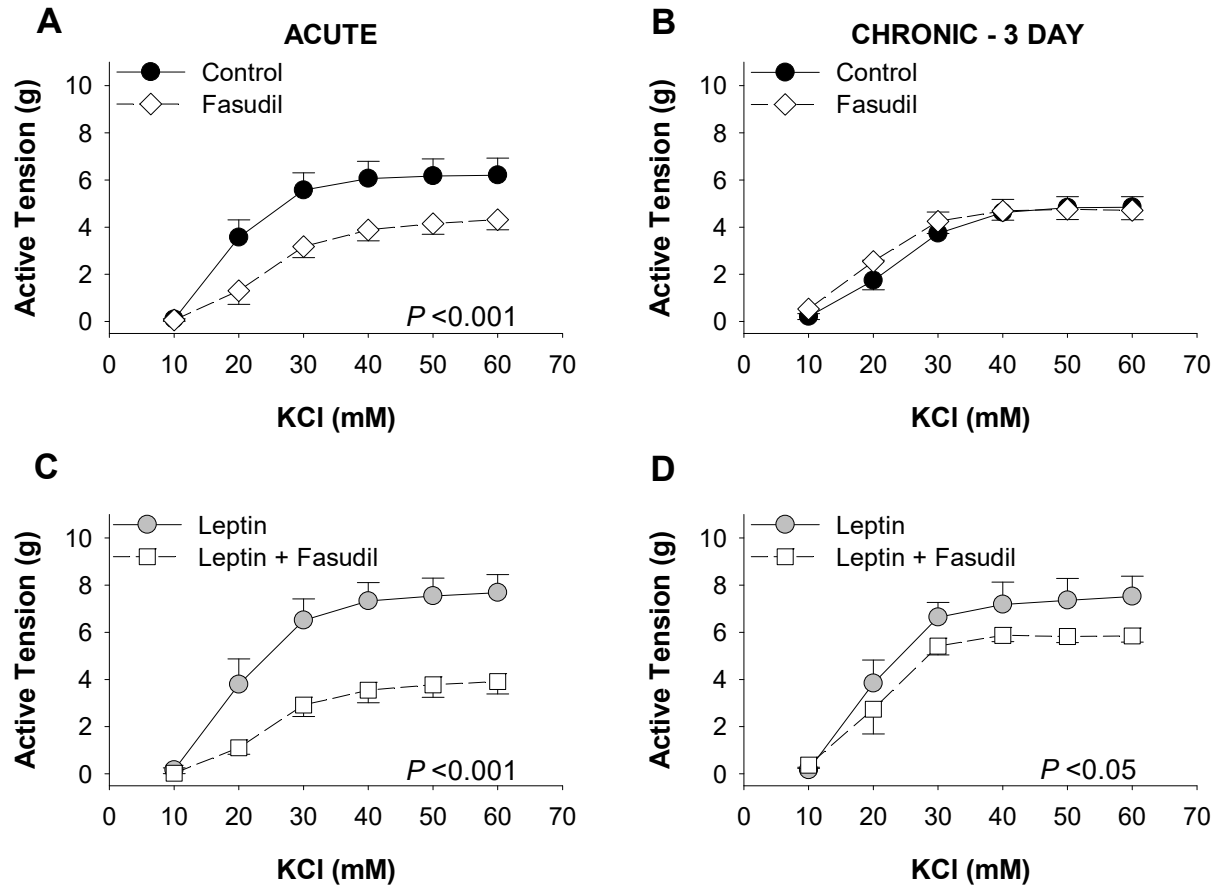 A
ACUTE
Control
Fasudil
Active Tension (g)
10
8
6
4
2
0
P <0.001
0 10 20 30 40 50 60 70
KCl (mM)
B
CHRONIC - 3 DAY
Control
Fasudil
Active Tension (g)
10
8
6
4
2
0
0 10 20 30 40 50 60 70
KCl (mM)
C
Leptin
Leptin + Fasudil
Active Tension (g)
10
8
6
4
2
0
P <0.001
0 10 20 30 40 50 60 70
KCl (mM)
D
Leptin
Leptin + Fasudil
Active Tension (g)
10
8
6
4
2
0
P <0.05
0 10 20 30 40 50 60 70
KCl (mM)